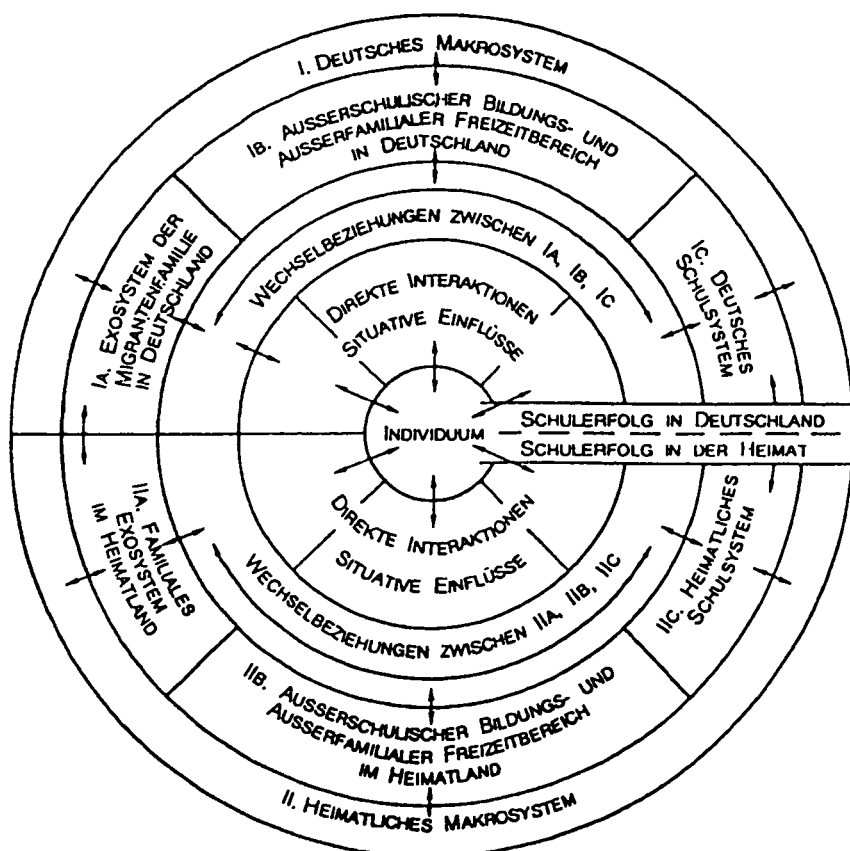 I. DEUTSCHES MAKROSYSTEM
IB. AUSSERSCHULISCHER BILDUNGS- UND
AUSSERFAMILIALER FREIZEITBEREICH
IN DEUTSCHLAND
IA. EXOSYSTEM DER
MIGRANTENFAMILIE
IN DEUTSCHLAND
WECHSELBEZIEHUNGEN ZWISCHEN IA, IB, IC
IC. DEUTSCHES
SCHULSYSTEM
DIREKTE INTERAKTIONEN
SITUATIVE EINFLÜSSE
INDIVIDUUM
SCHULERFOLG IN DEUTSCHLAND
SCHULERFOLG IN DER HEIMAT
DIREKTE INTERAKTIONEN
SITUATIVE EINFLÜSSE
IIA. FAMILIALES
EXOSYSTEM
IM HEIMATLAND
WECHSELBEZIEHUNGEN ZWISCHEN IIA, IIB, IIC
IIC. HEIMATLICHES
SCHULSYSTEM
IIB. AUSSERSCHULISCHER BILDUNGS- UND
AUSSERFAMILIALER FREIZEITBEREICH
IM HEIMATLAND
II. HEIMATLICHES MAKROSYSTEM